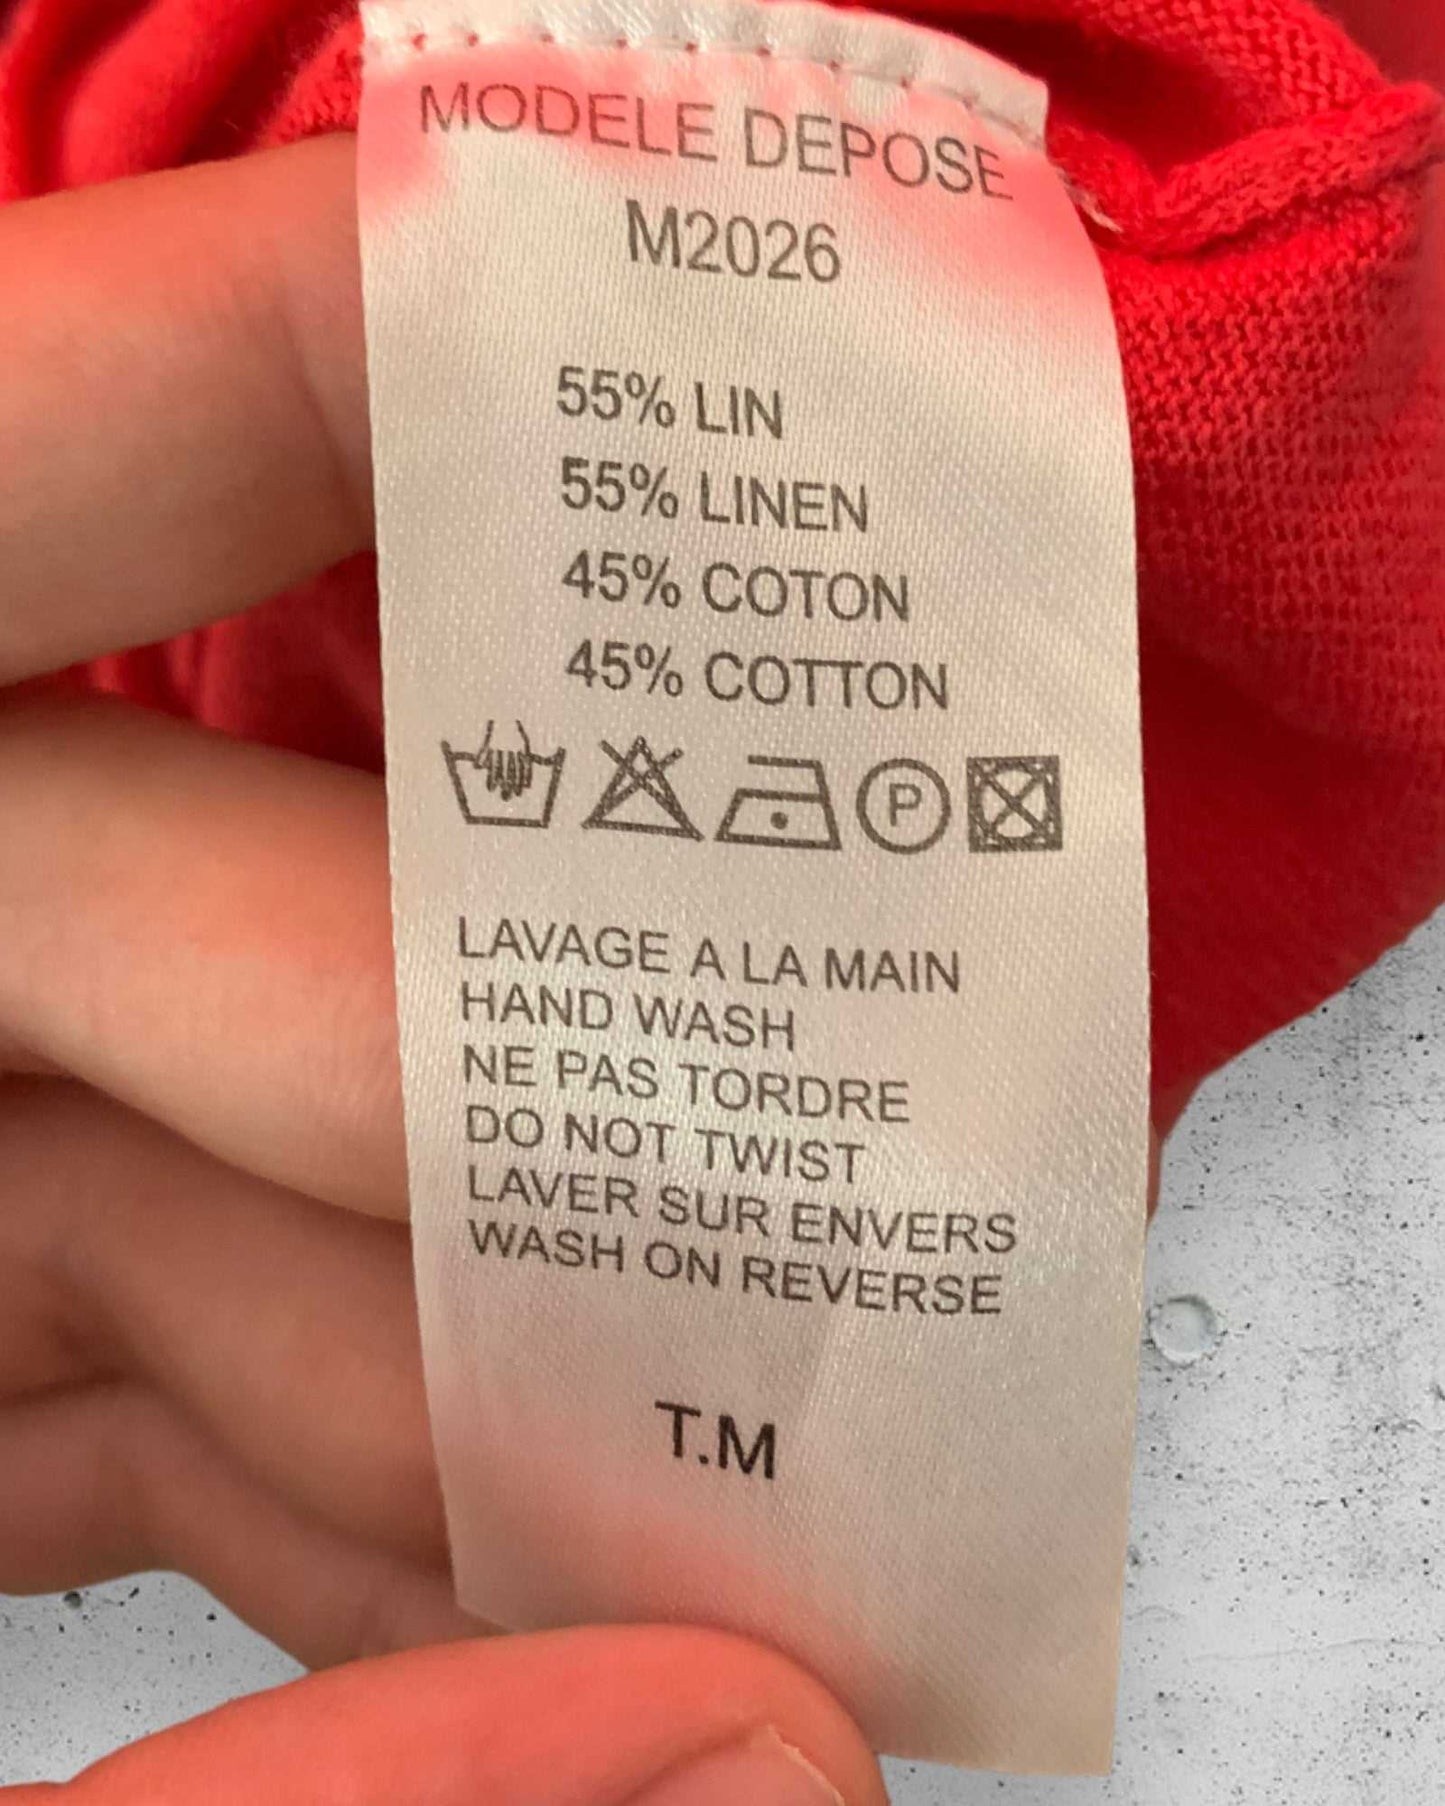 MODELE DEPOSE
M2026
55% LIN
55% LINEN
45% COTON
45% COTTON
P
LAVAGE A LA MAIN
HAND WASH
NE PAS TORDRE
DO NOT TWIST
LAVER SUR ENVERS
WASH ON REVERSE
T.M